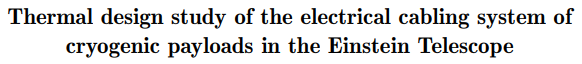 Thermal design study of the electrical cabling system of
cryogenic payloads in the Einstein Telescope